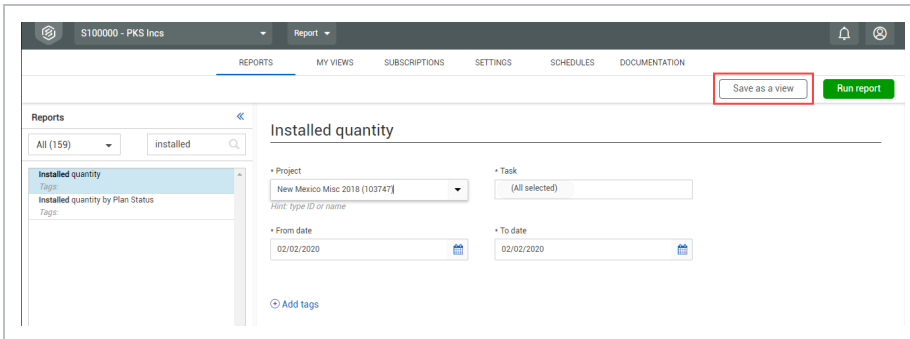 S100000 - PKS Incs
Report
REPORTS MY VIEWS SUBSCRIPTIONS SETTINGS SCHEDULES DOCUMENTATION
Save as a view Run report
Reports
All (159) installed
Installed quantity
Tags:
Installed quantity by Plan Status
Tags:
Installed quantity
* Project
New Mexico Misc 2018 (103747)
Hint: type ID or name
* Task
(All selected)
* From date
02/02/2020
* To date
02/02/2020
Add tags